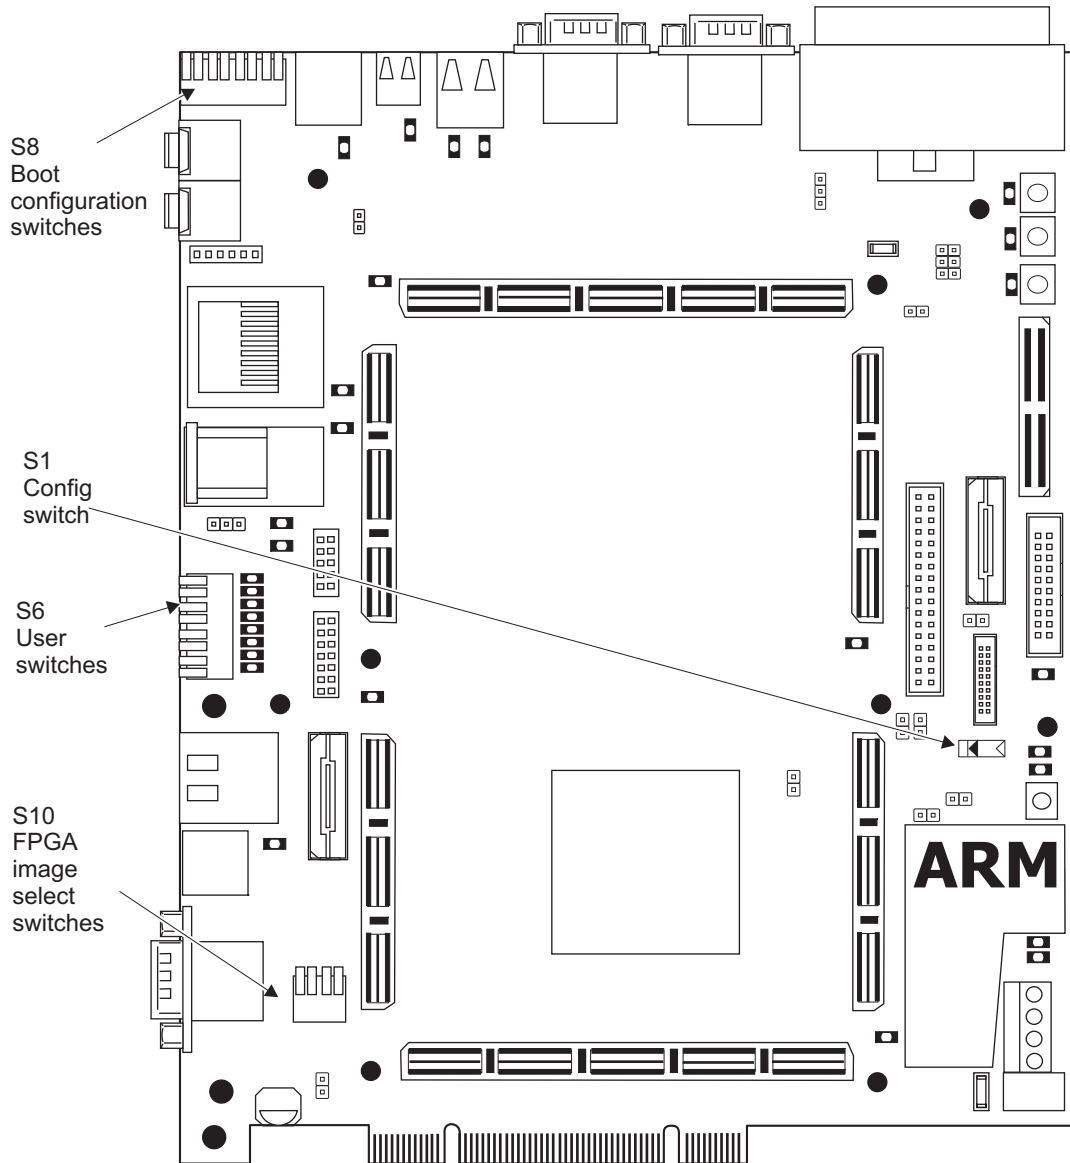 S8
Boot
configuration
switches
S1
Config
switch
S6
User
switches
S10
FPGA
image
select
switches
ARM